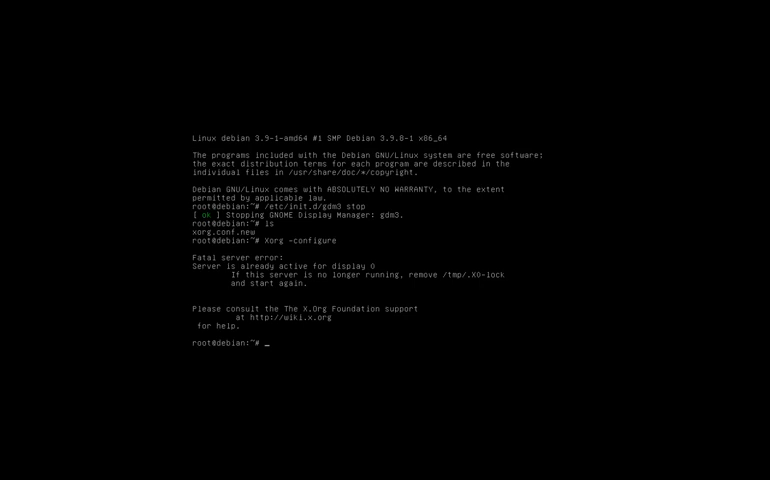 Linux debian 3.9-1-amd64 #1 SMP Debian 3.9.8-1 x86_64
The programs included with the Debian GNU/Linux system are free software;
the exact distribution terms for each program are described in the
individual files in /usr/share/doc/*/copyright.
Debian GNU/Linux comes with ABSOLUTELY NO WARRANTY, to the extent
permitted by applicable law.
root@debian:~# /etc/init.d/gdm3 stop
[ ok ] Stopping GNOME Display Manager: gdm3.
root@debian:~# ls
xorg.conf.new
root@debian:~# Xorg -configure
Fatal server error:
Server is already active for display 0
If this server is no longer running, remove /tmp/.X0-lock
and start again.
Please consult the The X.Org Foundation support
at http://wiki.x.org
for help.
root@debian:~# _